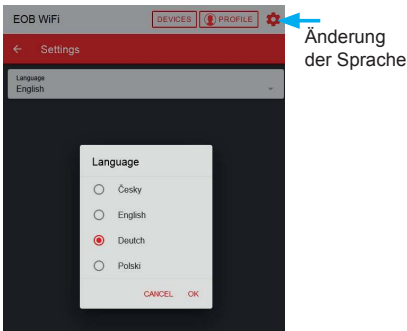 EOB WiFi
DEVICES
PROFILE
Settings
Language
English
Language
Česky
English
Deutch
Polski
CANCEL OK
Änderung
der Sprache